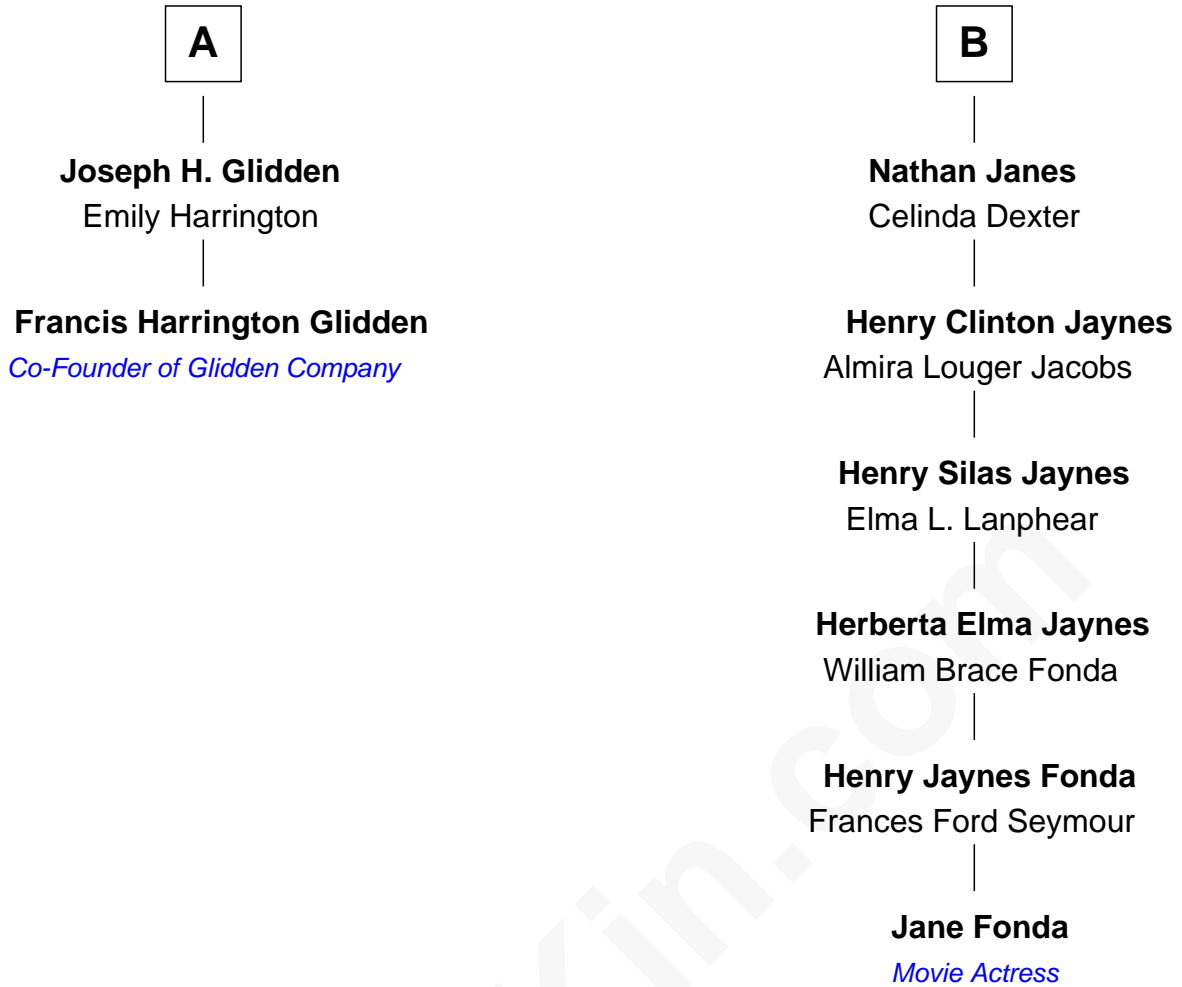 A
Joseph H. Glidden
Emily Harrington
Francis Harrington Glidden
Co-Founder of Glidden Company
B
Nathan Janes
Celinda Dexter
Henry Clinton Jaynes
Almira Louger Jacobs
Henry Silas Jaynes
Elma L. Lanphear
Herberta Elma Jaynes
William Brace Fonda
Henry Jaynes Fonda
Frances Ford Seymour
Jane Fonda
Movie Actress
Kin.com